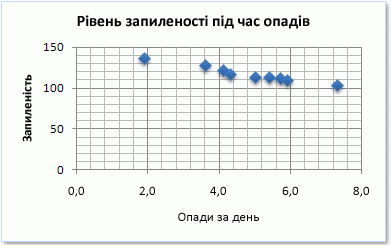 Рівень запиленості під час опадів
150
100
50
0
Запиленість
0,0 2,0 4,0 6,0 8,0
Опади за день